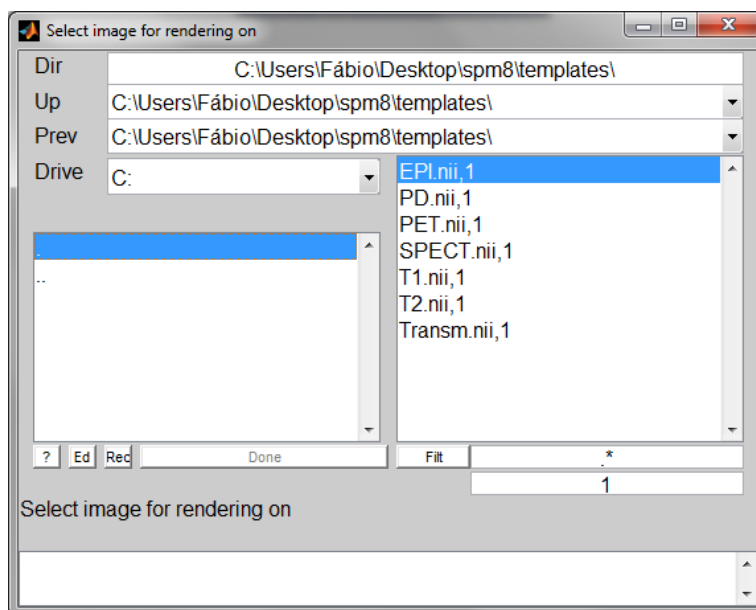 Select image for rendering on
Dir C:\Users\Fábio\Desktop\spm8\templates\
Up C:\Users\Fábio\Desktop\spm8\templates\
Prev C:\Users\Fábio\Desktop\spm8\templates\
Drive C:
.
..
EPI.nii,1
PD.nii,1
PET.nii,1
SPECT.nii,1
T1.nii,1
T2.nii,1
Transm.nii,1
? Ed Rec Done Filt .*
1
Select image for rendering on